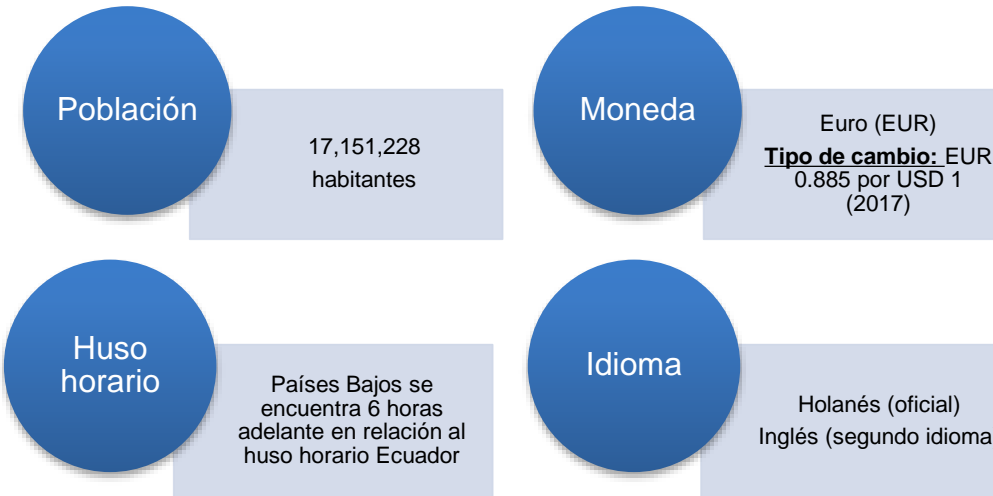 Población
17,151,228
habitantes
Moneda
Euro (EUR)
Tipo de cambio: EUR
0.885 por USD 1
(2017)
Huso
horario
Países Bajos se
encuentra 6 horas
adelante en relación al
huso horario Ecuador
Idioma
Holanés (oficial)
Inglés (segundo idioma